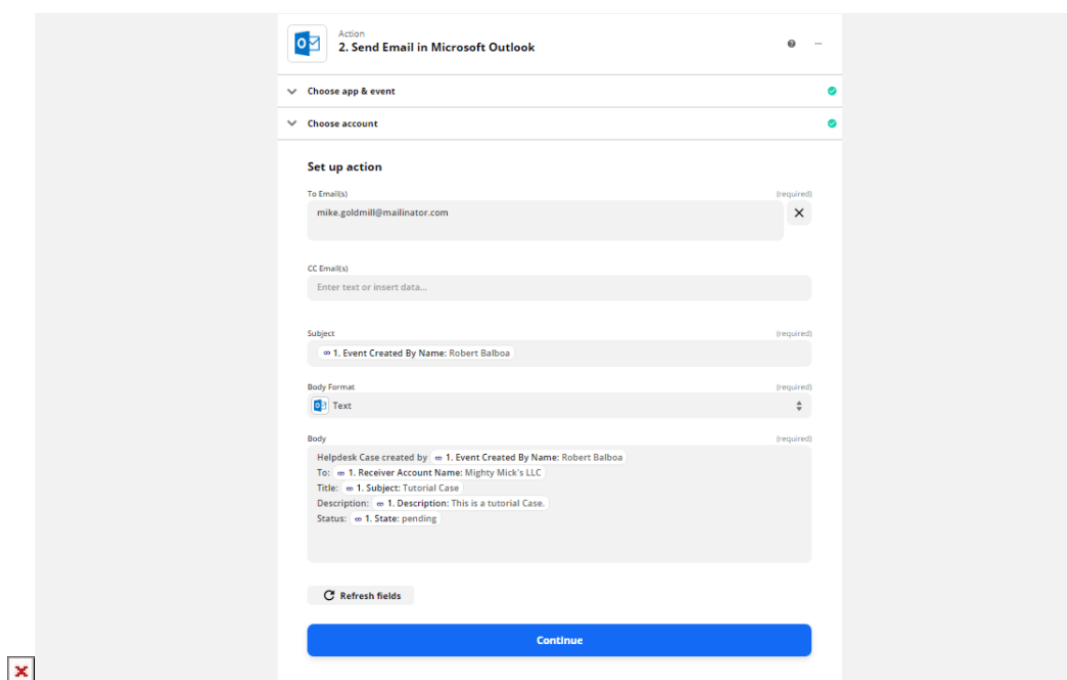 Action
2. Send Email in Microsoft Outlook
Choose app & event
Choose account
Set up action
To Email(s) (required)
mike.goldmill@mailinator.com
CC Email(s)
Enter text or insert data...
Subject (required)
1. Event Created By Name: Robert Balboa
Body Format (required)
Text
Body (required)
Helpdesk Case created by 1. Event Created By Name: Robert Balboa
To: 1. Receiver Account Name: Mighty Mick's LLC
Title: 1. Subject: Tutorial Case
Description: 1. Description: This is a tutorial Case.
Status: 1. State: pending
Refresh fields
Continue